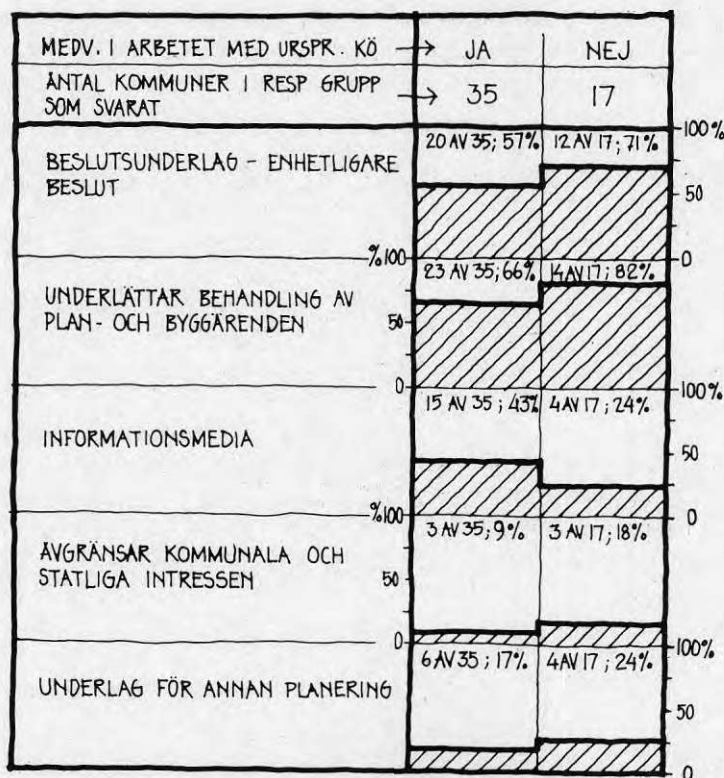 MEDV. I ARBETET MED URSPR. KÖ → JA NEJ
ANTAL KOMMUNER I RESP GRUPP
SOM SVARAT → 35 17
100%
20 AV 35; 57% 12 AV 17; 71%
BESLUTSUNDERLAG - ENHETLIGARE
BESLUT
50
%100 0
23 AV 35; 66% 14 AV 17; 82%
UNDERLÄTTAR BEHANDLING AV
PLAN- OCH BYGGÄRENDEN
50
0 100%
15 AV 35; 43% 4 AV 17; 24%
INFORMATIONSMEDIA
50
%100 0
3 AV 35; 9% 3 AV 17; 18%
AVGRÄNSAR KOMMUNALA OCH
STATLIGA INTRESSEN
50
0 100%
6 AV 35; 17% 4 AV 17; 24%
UNDERLAG FÖR ANNAN PLANERING
50
0